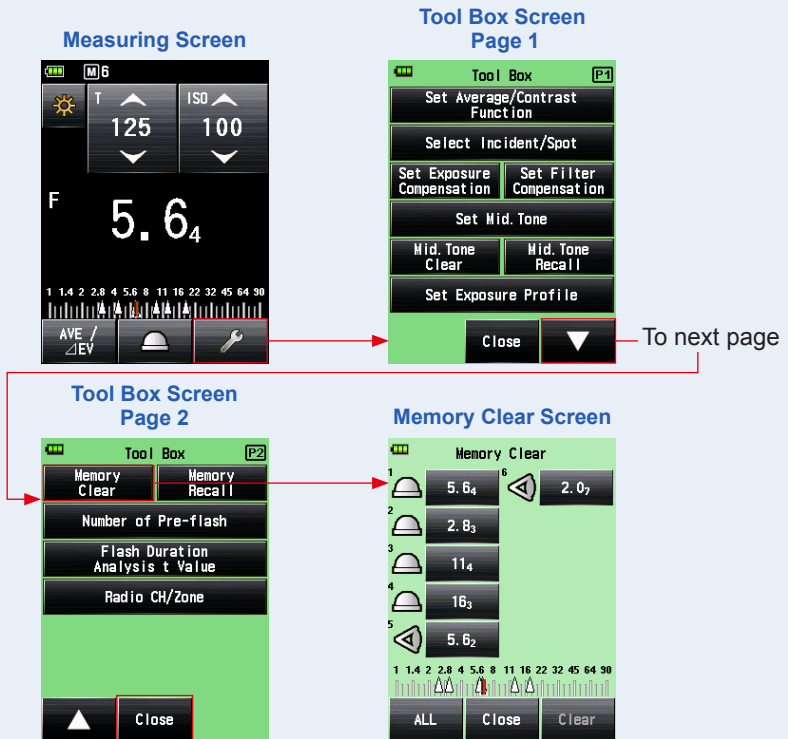 Measuring Screen
M 6
T 125
ISO 100
F 5.6₄
1 1.4 2 2.8 4 5.6 8 11 16 22 32 45 64 90
AVE /
⊿EV
Tool Box Screen
Page 1
Tool Box P1
Set Average/Contrast
Function
Select Incident/Spot
Set Exposure
Compensation
Set Filter
Compensation
Set Mid. Tone
Mid. Tone
Clear
Mid. Tone
Recall
Set Exposure Profile
Close
To next page
Tool Box Screen
Page 2
Tool Box P2
Memory
Clear
Memory
Recall
Number of Pre-flash
Flash Duration
Analysis t Value
Radio CH/Zone
Close
Memory Clear Screen
Memory Clear
1 5.6₄
6 2.0₇
2 2.8₃
3 11₄
4 16₃
5 5.6₂
1 1.4 2 2.8 4 5.6 8 11 16 22 32 45 64 90
ALL Close Clear